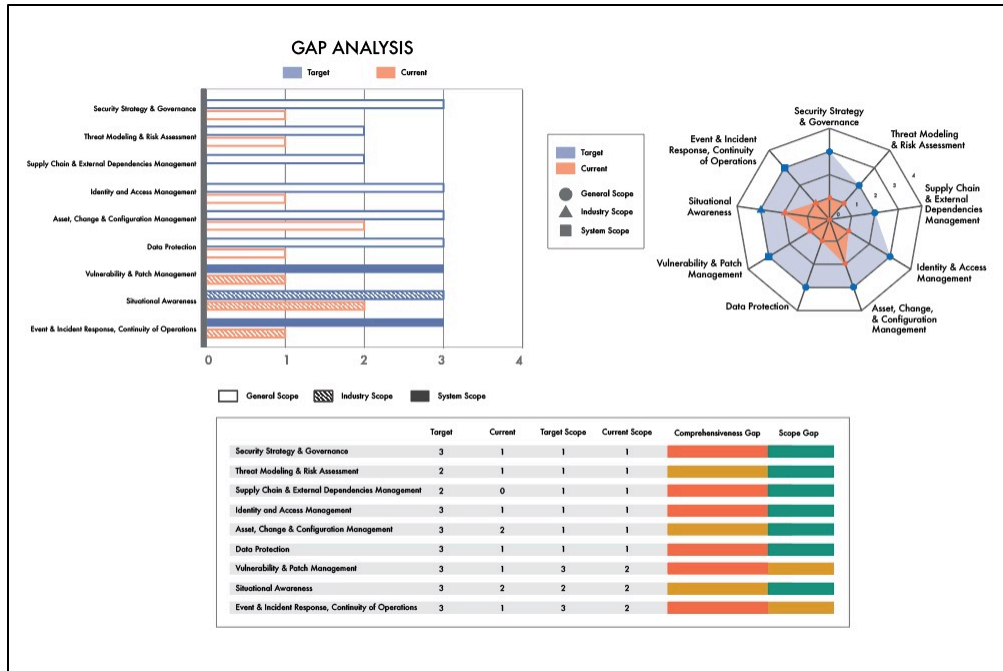 GAP ANALYSIS
Target Current
Security Strategy & Governance
Threat Modeling & Risk Assessment
Supply Chain & External Dependencies Management
Identity and Access Management
Asset, Change & Configuration Management
Data Protection
Vulnerability & Patch Management
Situational Awareness
Event & Incident Response, Continuity of Operations
0 1 2 3 4
General Scope Industry Scope System Scope
Target
Current
General Scope
Industry Scope
System Scope
Security Strategy
& Governance
Threat Modeling
& Risk Assessment
Supply Chain
& External
Dependencies
Management
Identity & Access
Management
Asset, Change,
& Configuration
Management
Data Protection
Vulnerability & Patch
Management
Situational
Awareness
Event & Incident
Response, Continuity
of Operations
0 1 2 3 4
Target Current Target Scope Current Scope Comprehensiveness Gap Scope Gap
Security Strategy & Governance 3 1 1 1
Threat Modeling & Risk Assessment 2 1 1 1
Supply Chain & External Dependencies Management 2 0 1 1
Identity and Access Management 3 1 1 1
Asset, Change & Configuration Management 3 2 1 1
Data Protection 3 1 1 1
Vulnerability & Patch Management 3 1 3 2
Situational Awareness 3 2 2 2
Event & Incident Response, Continuity of Operations 3 1 3 2